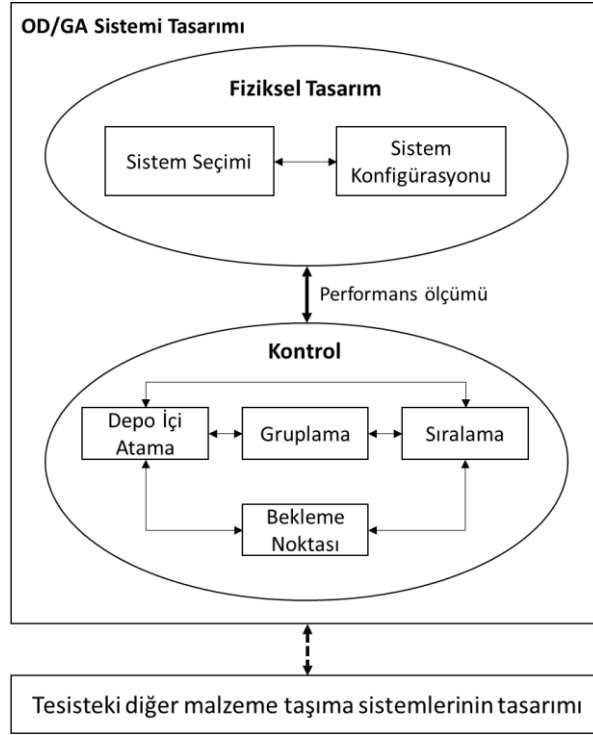 OD/GA Sistemi Tasarımı
Fiziksel Tasarım
Sistem Seçimi
Sistem
Konfigürasyonu
Performans ölçümü
Kontrol
Depo İçi
Atama
Gruplama
Sıralama
Bekleme
Noktası
Tesisteki diğer malzeme taşıma sistemlerinin tasarımı